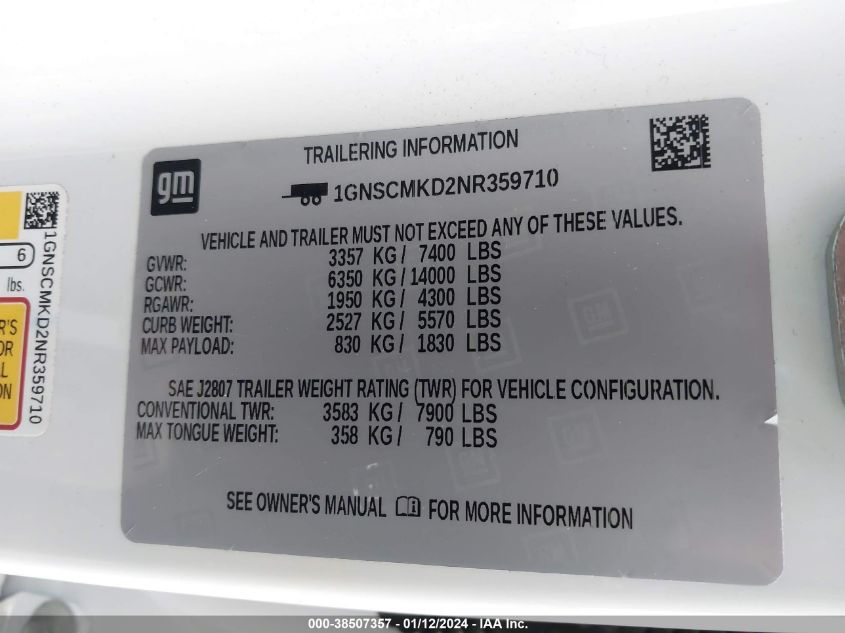 gm
TRAILERING INFORMATION
1GNSCMKD2NR359710
VEHICLE AND TRAILER MUST NOT EXCEED ANY OF THESE VALUES.
GVWR: 3357 KG / 7400 LBS
GCWR: 6350 KG / 14000 LBS
RGAWR: 1950 KG / 4300 LBS
CURB WEIGHT: 2527 KG / 5570 LBS
MAX PAYLOAD: 830 KG / 1830 LBS
SAE J2807 TRAILER WEIGHT RATING (TWR) FOR VEHICLE CONFIGURATION.
CONVENTIONAL TWR: 3583 KG / 7900 LBS
MAX TONGUE WEIGHT: 358 KG / 790 LBS
SEE OWNER'S MANUAL FOR MORE INFORMATION
6
lbs.
1GNSCMKD2NR359710
000-38507357 - 01/12/2024 - IAA Inc.